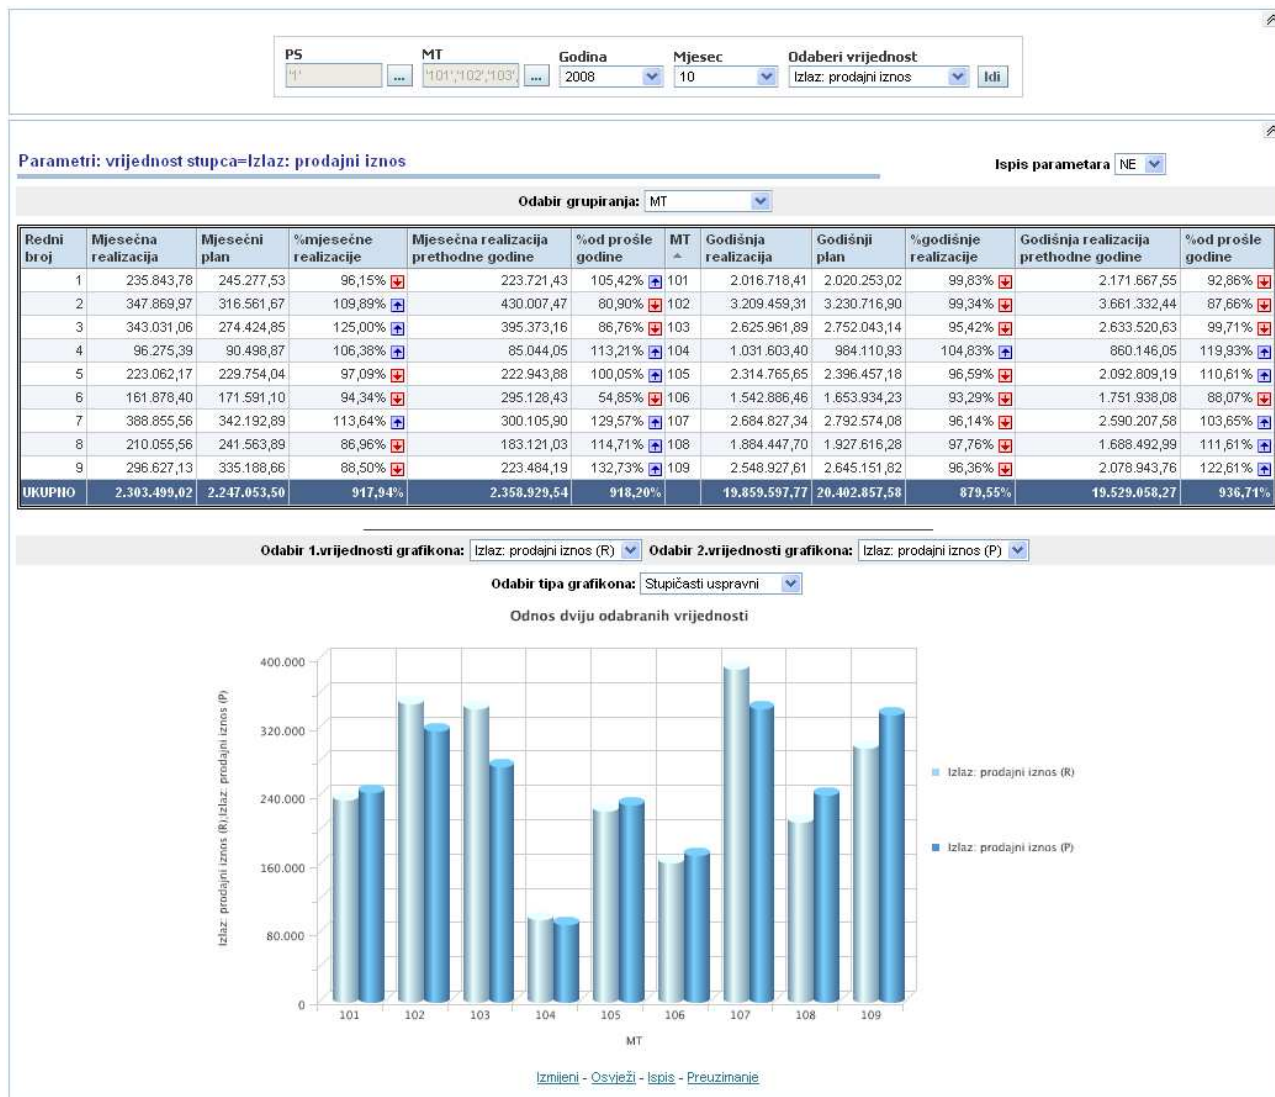 PS MT Godina Mjesec Odaberi vrijednost
'1' ... '101','102','103', ... 2008 10 Izlaz: prodajni iznos Idi
Parametri: vrijednost stupca=Izlaz: prodajni iznos
Ispis parametara NE
Odabir grupiranja: MT
Redni broj Mjesečna realizacija Mjesečni plan %mjesečne realizacije Mjesečna realizacija prethodne godine %od prošle godine MT Godišnja realizacija Godišnji plan %godišnje realizacije Godišnja realizacija prethodne godine %od prošle godine
1 235.843,78 245.277,53 96,15% 223.721,43 105,42% 101 2.016.718,41 2.020.253,02 99,83% 2.171.667,55 92,86%
2 347.869,97 316.561,67 109,89% 430.007,47 80,90% 102 3.209.459,31 3.230.716,90 99,34% 3.661.332,44 87,66%
3 343.031,06 274.424,85 125,00% 395.373,16 86,76% 103 2.625.961,89 2.752.043,14 95,42% 2.633.520,63 99,71%
4 96.275,39 90.498,87 106,38% 85.044,05 113,21% 104 1.031.603,40 984.110,93 104,83% 860.146,05 119,93%
5 223.062,17 229.754,04 97,09% 222.943,88 100,05% 105 2.314.765,65 2.396.457,18 96,59% 2.092.809,19 110,61%
6 161.878,40 171.591,10 94,34% 295.128,43 54,85% 106 1.542.886,46 1.653.934,23 93,29% 1.751.938,08 88,07%
7 388.855,56 342.192,89 113,64% 300.105,90 129,57% 107 2.684.827,34 2.792.574,08 96,14% 2.590.207,58 103,65%
8 210.055,56 241.563,89 86,96% 183.121,03 114,71% 108 1.884.447,70 1.927.616,28 97,76% 1.688.492,99 111,61%
9 296.627,13 335.188,66 88,50% 223.484,19 132,73% 109 2.548.927,61 2.645.151,82 96,36% 2.078.943,76 122,61%
UKUPNO 2.303.499,02 2.247.053,50 917,94% 2.358.929,54 918,20% 19.859.597,77 20.402.857,58 879,55% 19.529.058,27 936,71%
Odabir 1.vrijednosti grafikona: Izlaz: prodajni iznos (R) Odabir 2.vrijednosti grafikona: Izlaz: prodajni iznos (P)
Odabir tipa grafikona: Stupičasti uspravni
Odnos dviju odabranih vrijednosti
Izlaz: prodajni iznos (R),Izlaz: prodajni iznos (P)
400.000
320.000
240.000
160.000
80.000
0
101 102 103 104 105 106 107 108 109
MT
Izlaz: prodajni iznos (R)
Izlaz: prodajni iznos (P)
Izmijeni - Osvježi - Ispis - Preuzimanje